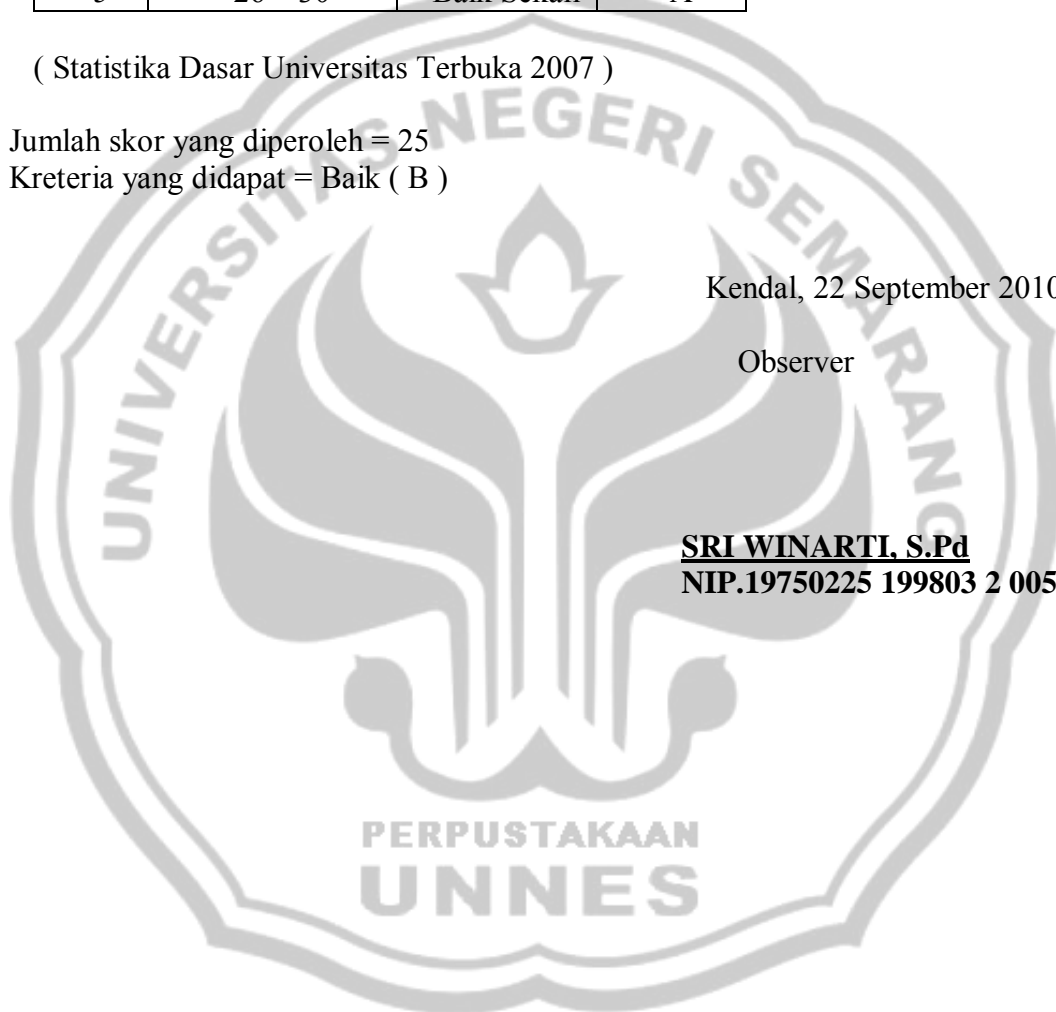 ( Statistika Dasar Universitas Terbuka 2007 )
Jumlah skor yang diperoleh = 25
Kreteria yang didapat = Baik ( B )
Kendal, 22 September 2010
Observer
SRI WINARTI, S.Pd
NIP.19750225 199803 2 005
UNIVERSITAS NEGERI SEMARANG
PERPUSTAKAAN
UNNES